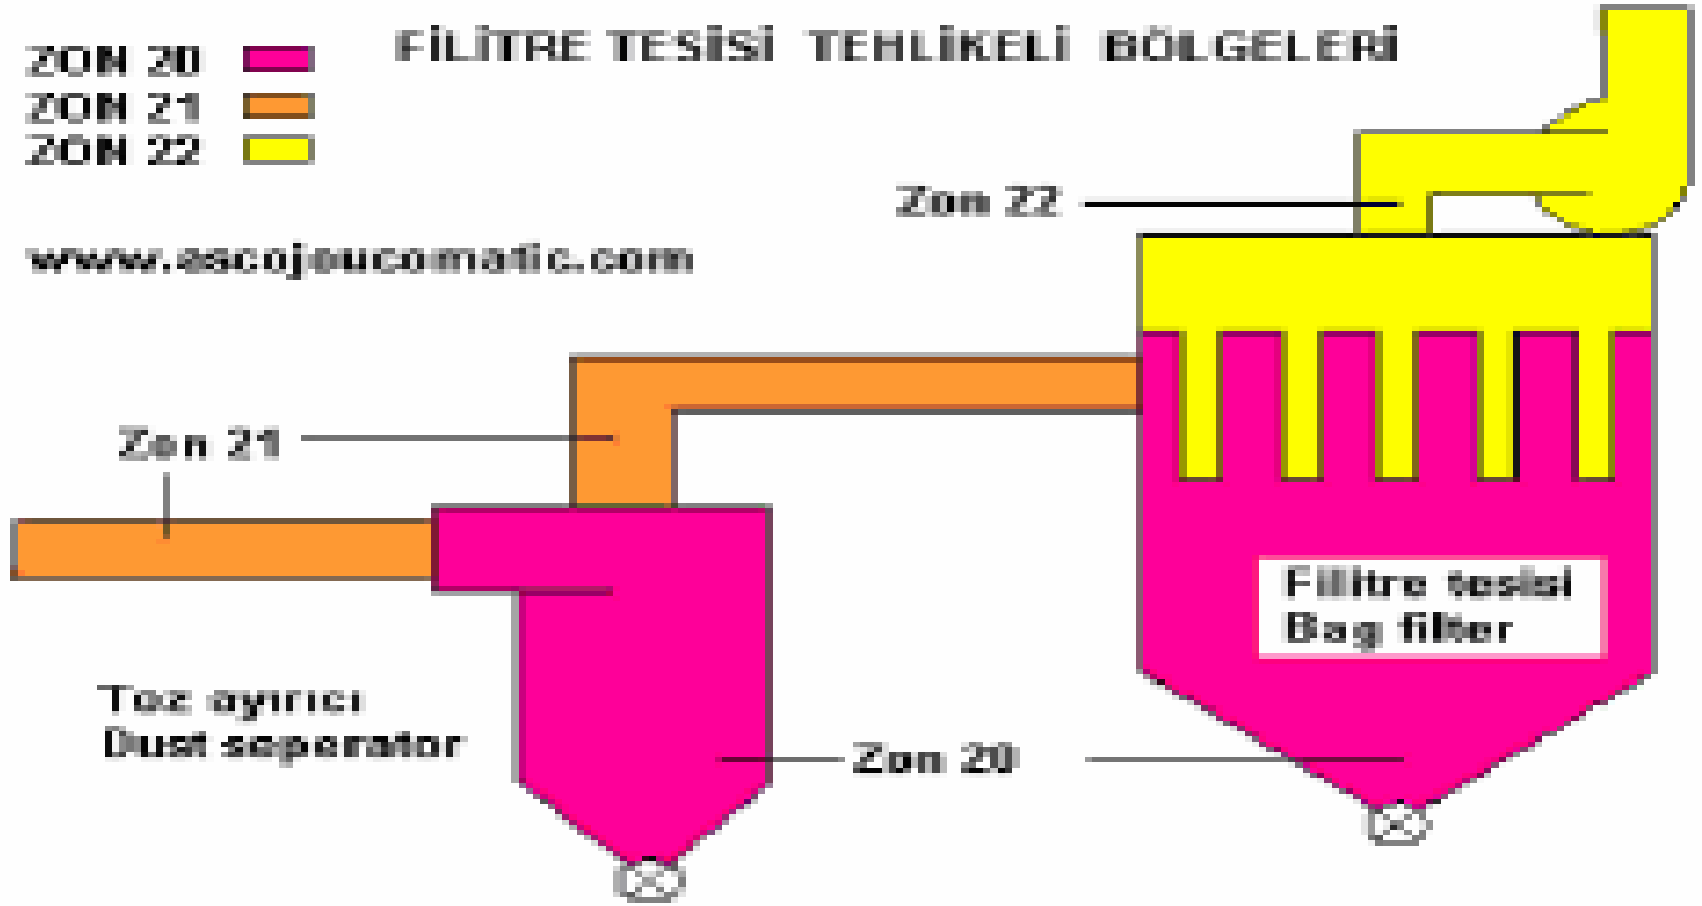 FİLİTRE TESİSİ TEHLİKELİ BÖLGELERİ
ZON 20
ZON 21
ZON 22
www.ascojoucomatic.com
Zon 22
Zon 21
Fillitre tesisi
Bag filter
Toz ayırıcı
Dust seperator
Zon 20